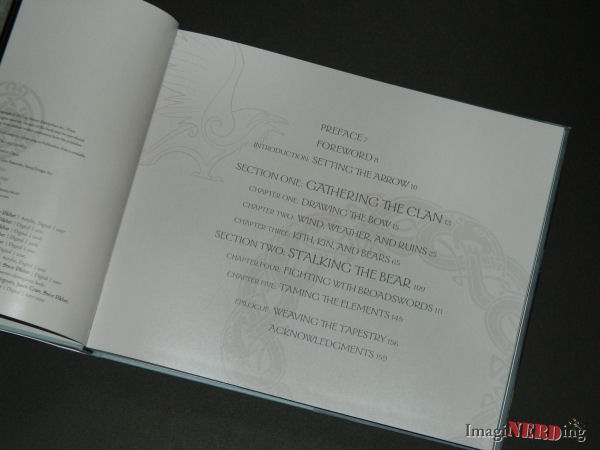 PREFACE 7
FOREWORD 8
INTRODUCTION: SETTING THE ARROW 10
SECTION ONE: GATHERING THE CLAN 13
CHAPTER ONE: DRAWING THE BOW 15
CHAPTER TWO: WIND, WEATHER, AND RUINS 25
CHAPTER THREE: KITH, KIN, AND BEARS 65
SECTION TWO: STALKING THE BEAR 109
CHAPTER FOUR: FIGHTING WITH BROADSWORDS 111
CHAPTER FIVE: TAMING THE ELEMENTS 145
EPILOGUE: WEAVING THE TAPESTRY 156
ACKNOWLEDGMENTS 159
ImagiNERDing